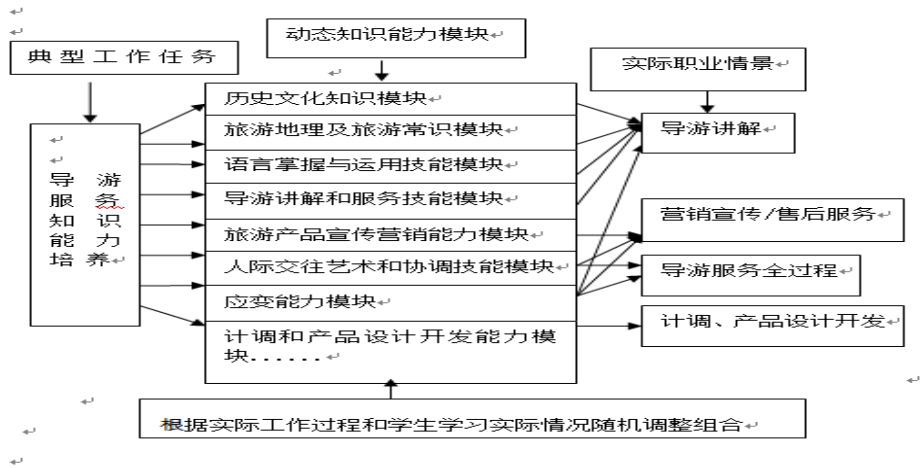 动态知识能力模块
典型工作任务
实际职业情景
历史文化知识模块
旅游地理及旅游常识模块
语言掌握与运用技能模块
导游讲解和服务技能模块
旅游产品宣传营销能力模块
人际交往艺术和协调技能模块
应变能力模块
计调和产品设计开发能力模
块......
导游
服务
知识
能力
培养
导游讲解
营销宣传/售后服务
导游服务全过程
计调、产品设计开发
根据实际工作过程和学生学习实际情况随机调整组合